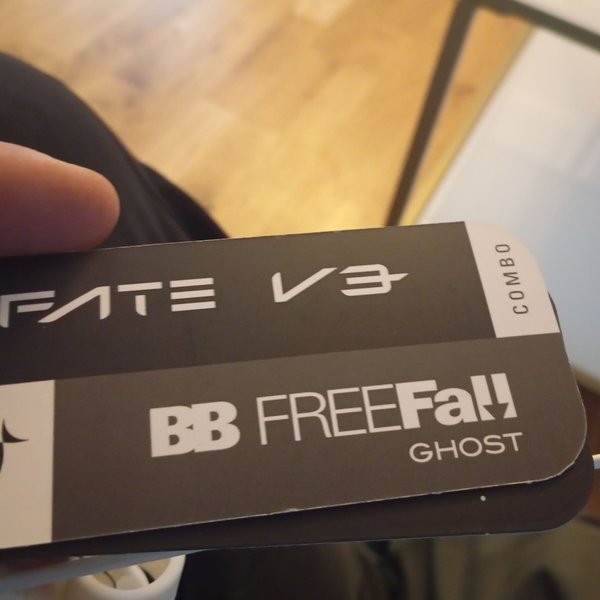 FATE V3
COMBO
BB FREEFall
GHOST